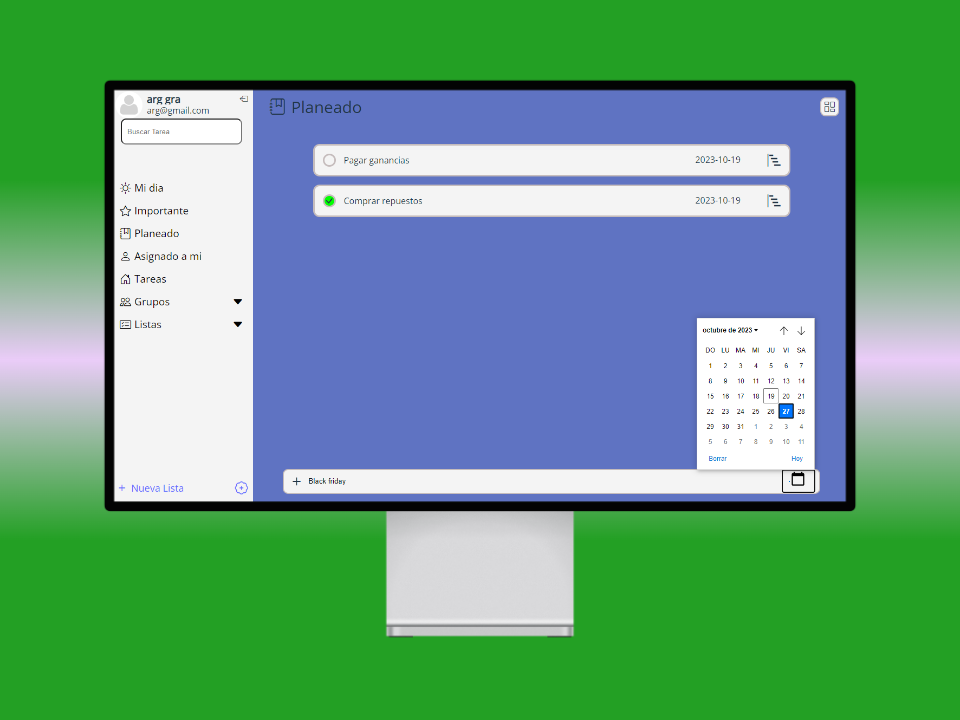 arg gra
arg@gmail.com
Buscar Tarea
Mi dia
Importante
Planeado
Asignado a mi
Tareas
Grupos
Listas
+ Nueva Lista
Planeado
Pagar ganancias 2023-10-19
Comprar repuestos 2023-10-19
octubre de 2023
DO LU MA MI JU VI SA
1 2 3 4 5 6 7
8 9 10 11 12 13 14
15 16 17 18 19 20 21
22 23 24 25 26 27 28
29 30 31 1 2 3 4
5 6 7 8 9 10 11
Borrar Hoy
+ Black friday